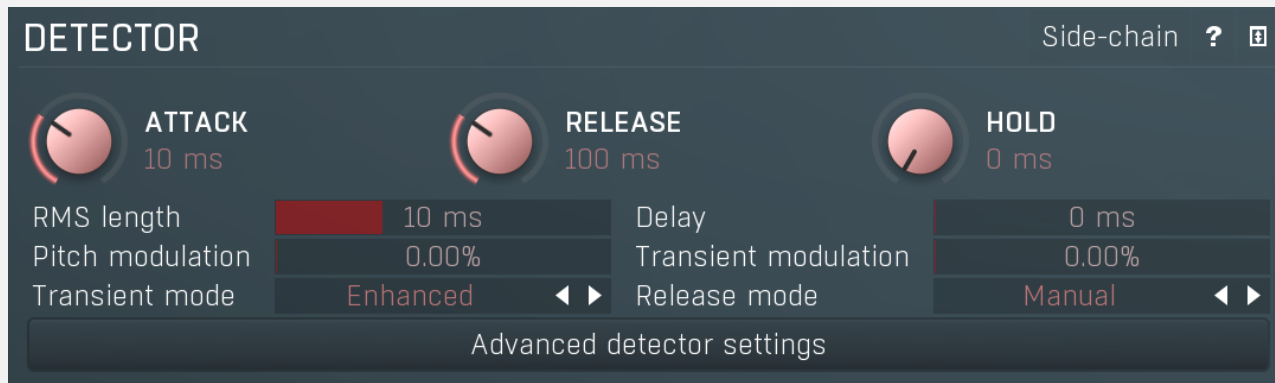 DETECTOR Side-chain ?
ATTACK RELEASE HOLD
10 ms 100 ms 0 ms
RMS length 10 ms Delay 0 ms
Pitch modulation 0.00% Transient modulation 0.00%
Transient mode Enhanced Release mode Manual
Advanced detector settings